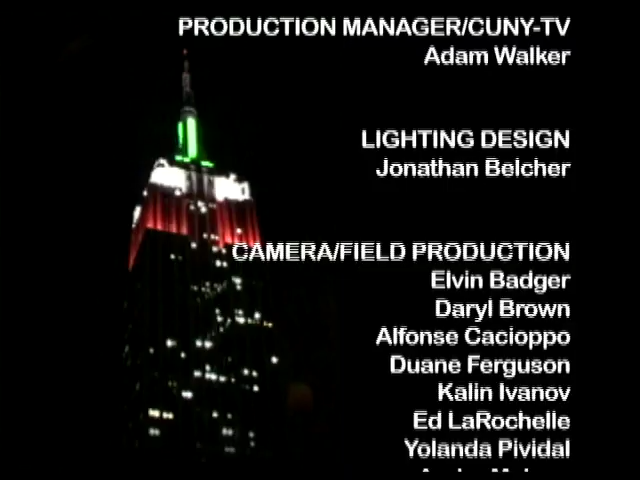 PRODUCTION MANAGER/CUNY-TV
Adam Walker
LIGHTING DESIGN
Jonathan Belcher
CAMERA/FIELD PRODUCTION
Elvin Badger
Daryl Brown
Alfonse Cacioppo
Duane Ferguson
Kalin Ivanov
Ed LaRochelle
Yolanda Pividal